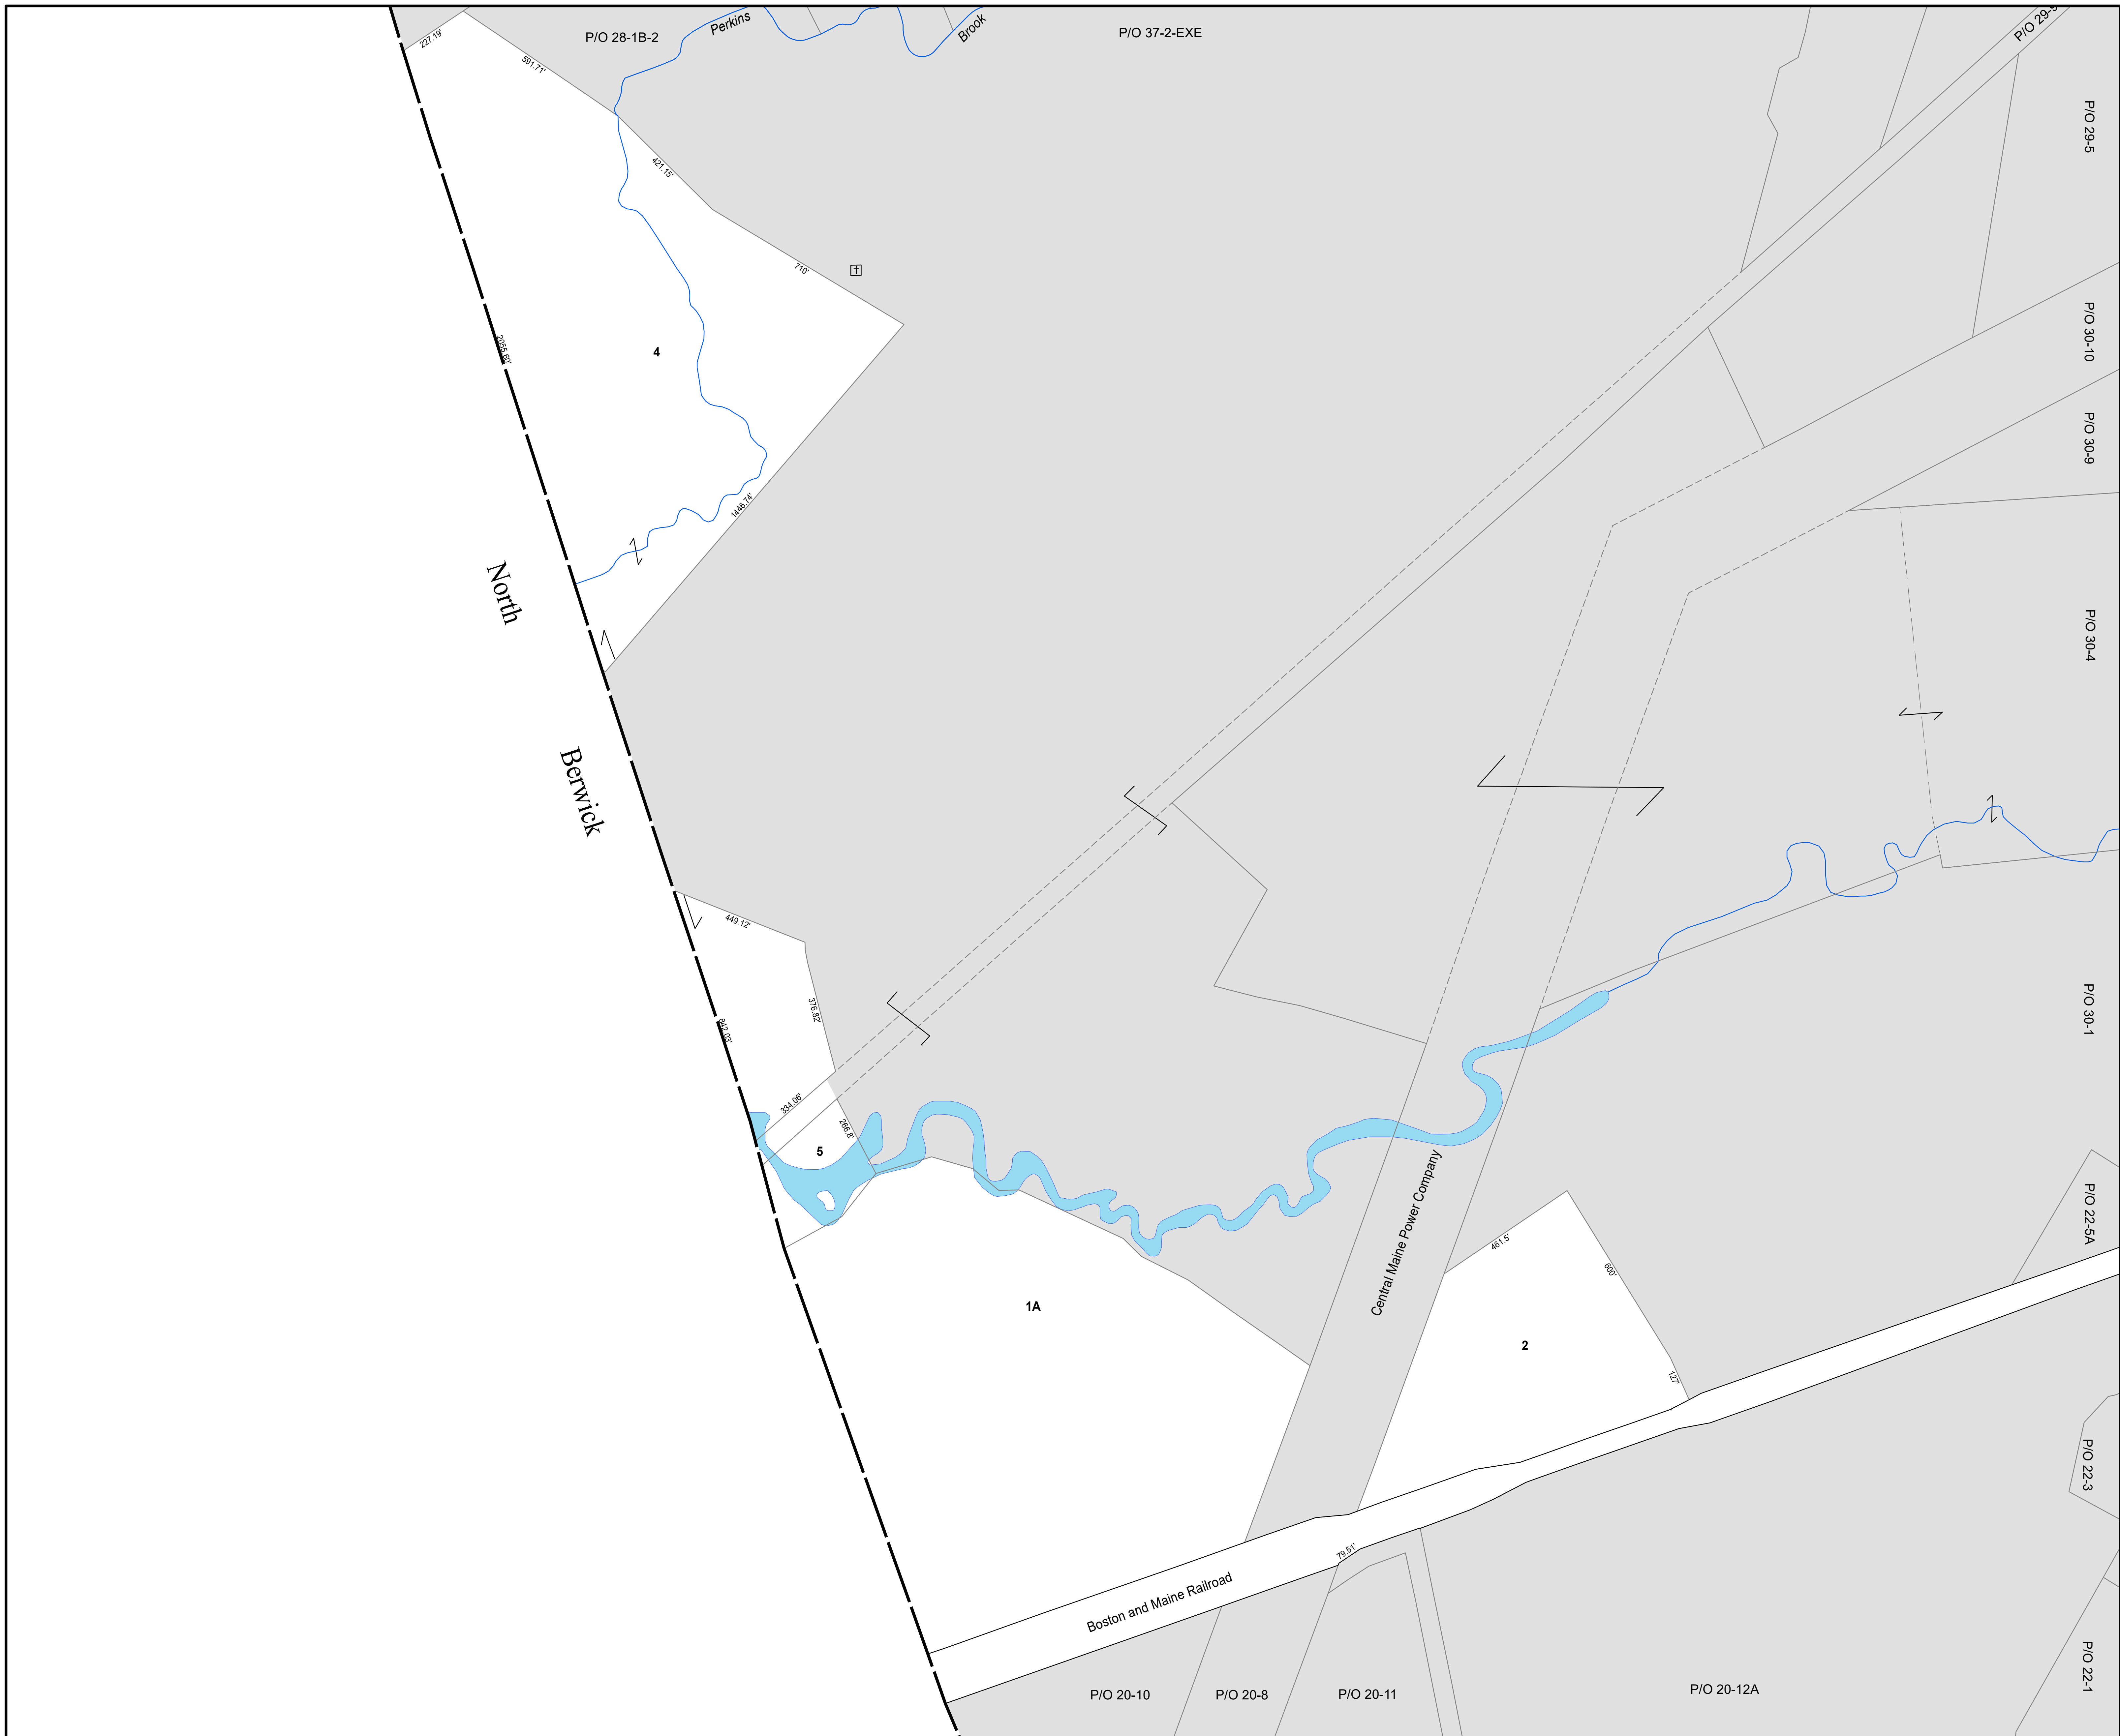 P/O 28-1B-2
Perkins
Brook
P/O 37-2-EXE
227.19'
591.71'
P/O 29-5
421.15'
710'
4
2055.60'
1446.74'
P/O 30-10
P/O 30-9
North
Berwick
P/O 30-4
449.12'
376.82'
842.03'
334.06'
266.8'
5
P/O 30-1
1A
Central Maine Power Company
461.5'
600'
2
127'
P/O 22-5A
P/O 22-3
79.51'
Boston and Maine Railroad
P/O 20-10
P/O 20-8
P/O 20-11
P/O 20-12A
P/O 22-1